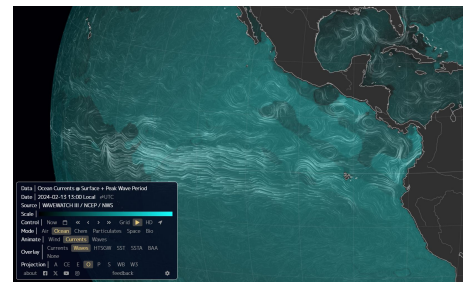 Data | Ocean Currents @ Surface + Peak Wave Period
Date | 2024-02-13 13:00 Local ⇄UTC
Source | WAVEWATCH III / NCEP / NWS
Scale |
Control | Now « ‹ › » Grid ▶ HD
Mode | Air Ocean Chem Particulates Space Bio
Animate | Wind Currents Waves
Overlay | Currents Waves HTSGW SST SSTA BAA
None
Projection | A CE E O P S WB W3
about feedback